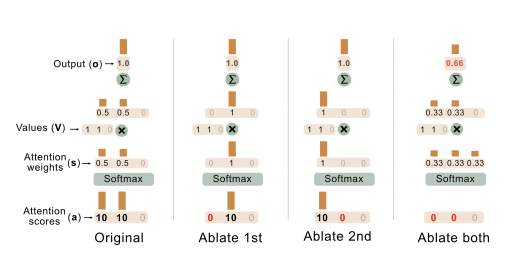 Output (o) → 1.0 1.0 1.0 0.66
Σ Σ Σ Σ
0.5 0.5 0 0 1 0 1 0 0 0.33 0.33 0
Values (V) → 1 1 0 × 1 1 0 × 1 1 0 × 1 1 0 ×
Attention weights (s) → 0.5 0.5 0 0 1 0 1 0 0 0.33 0.33 0.33
Softmax Softmax Softmax Softmax
Attention scores (a) → 10 10 0 0 10 0 10 0 0 0 0 0
Original Ablate 1st Ablate 2nd Ablate both